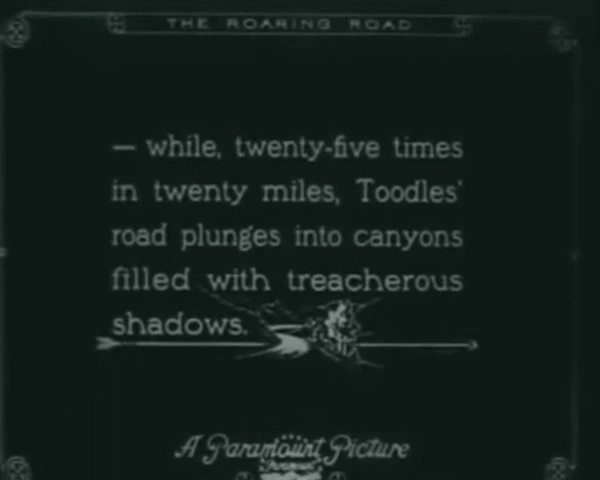 THE ROARING ROAD
— while, twenty-five times
in twenty miles, Toodles'
road plunges into canyons
filled with treacherous
shadows.
A Paramount Picture
Paramount